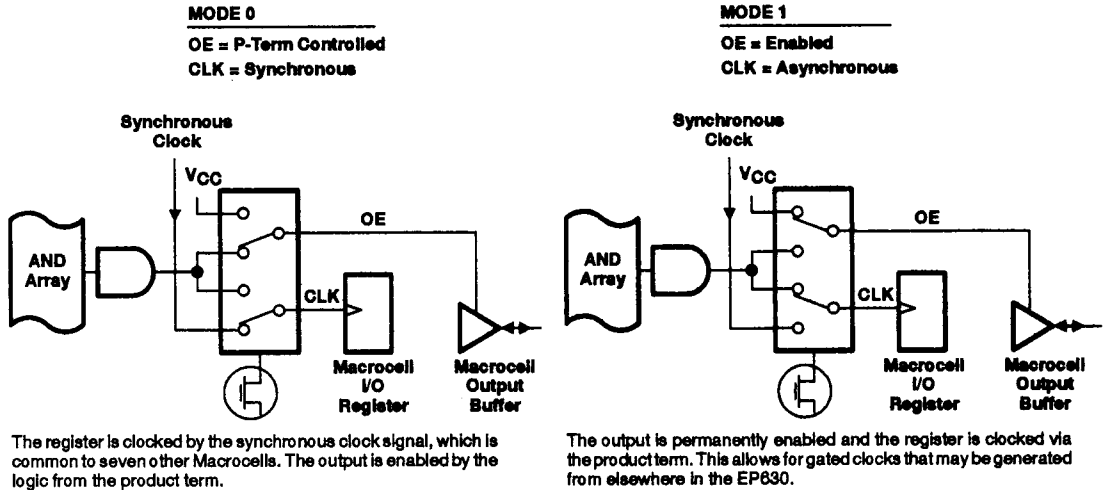 MODE 0
OE = P-Term Controlled
CLK = Synchronous
Synchronous
Clock
VCC
OE
AND
Array
CLK
Macrocell
I/O
Register
Macrocell
Output
Buffer
The register is clocked by the synchronous clock signal, which is
common to seven other Macrocells. The output is enabled by the
logic from the product term.
MODE 1
OE = Enabled
CLK = Asynchronous
Synchronous
Clock
VCC
OE
AND
Array
CLK
Macrocell
I/O
Register
Macrocell
Output
Buffer
The output is permanently enabled and the register is clocked via
the product term. This allows for gated clocks that may be generated
from elsewhere in the EP630.